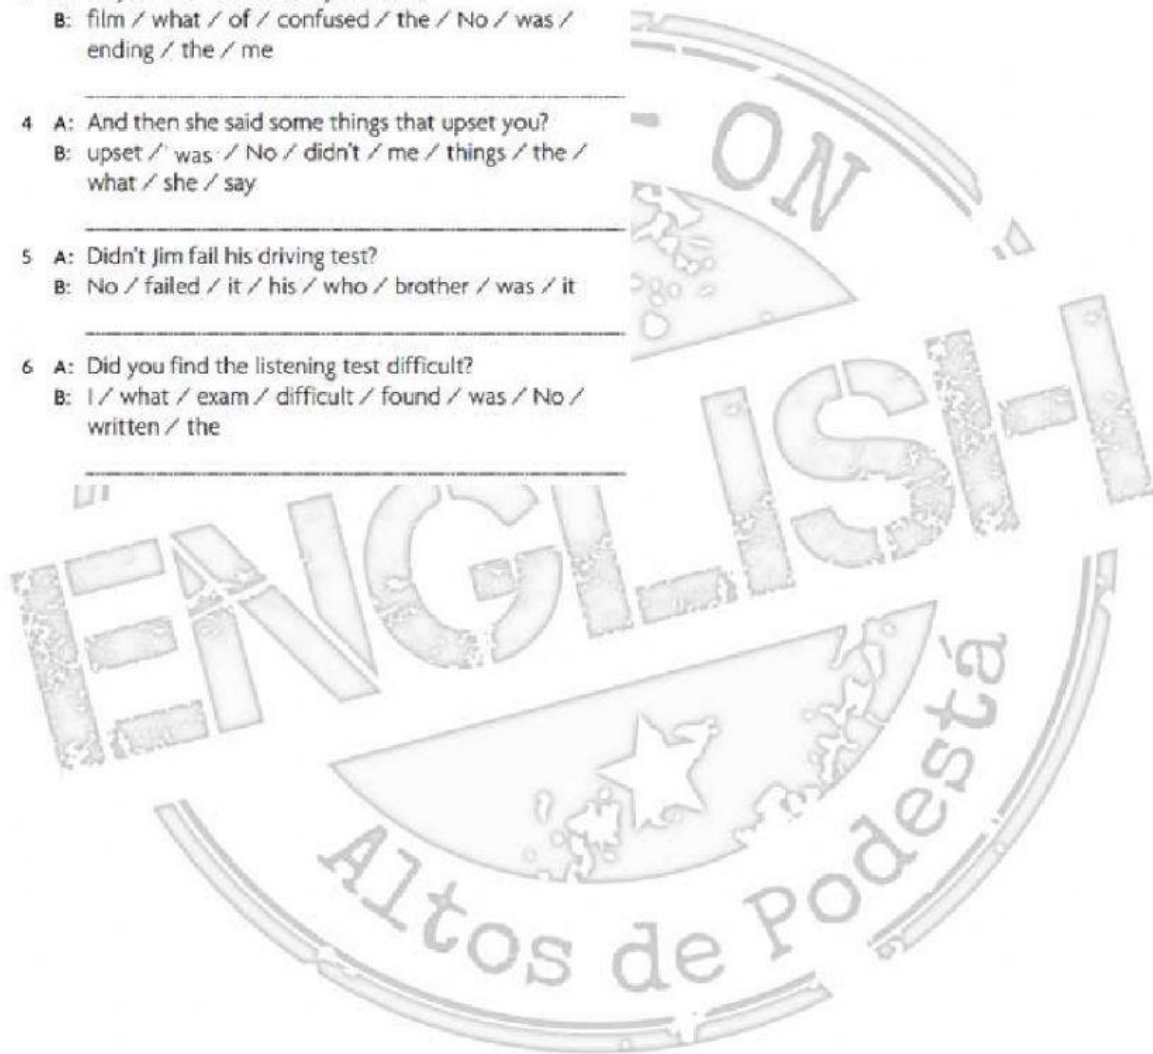 B: film / what / of / confused / the / No / was /
ending / the / me
4 A: And then she said some things that upset you?
B: upset / was / No / didn't / me / things / the /
what / she / say
5 A: Didn't Jim fail his driving test?
B: No / failed / it / his / who / brother / was / it
6 A: Did you find the listening test difficult?
B: I / what / exam / difficult / found / was / No /
written / the
- ON
ENGLISH
Altos de Podestá